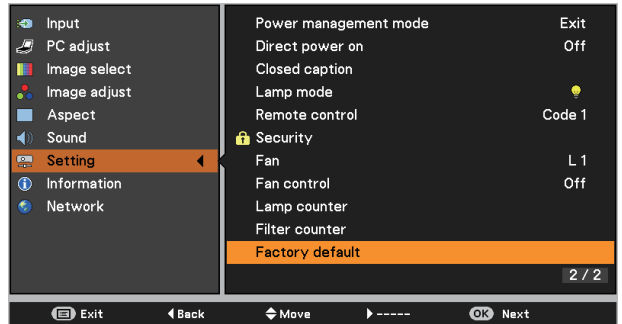 Input
PC adjust
Image select
Image adjust
Aspect
Sound
Setting
Information
Network
Power management mode Exit
Direct power on Off
Closed caption
Lamp mode
Remote control Code 1
Security
Fan L 1
Fan control Off
Lamp counter
Filter counter
Factory default
2 / 2
Exit Back Move ----- OK Next